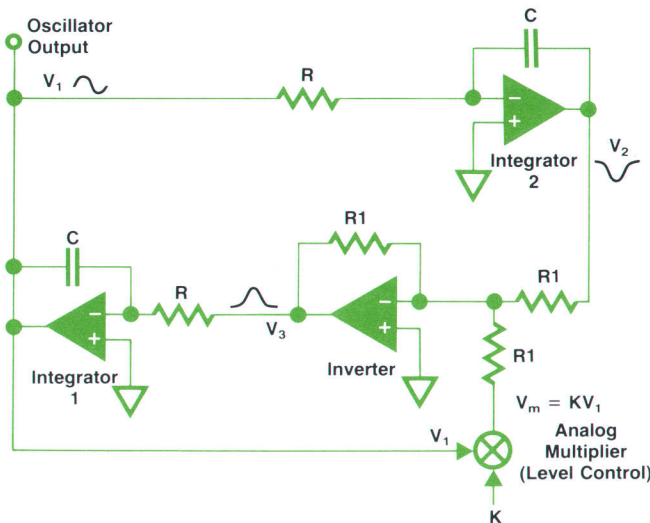 Oscillator
Output
C
V₁
R
−
+
Integrator
2
V₂
R1
C
R
−
+
V₃
−
+
R1
Integrator
1
Inverter
R1
Vₘ = KV₁
V₁
Analog
Multiplier
(Level Control)
K